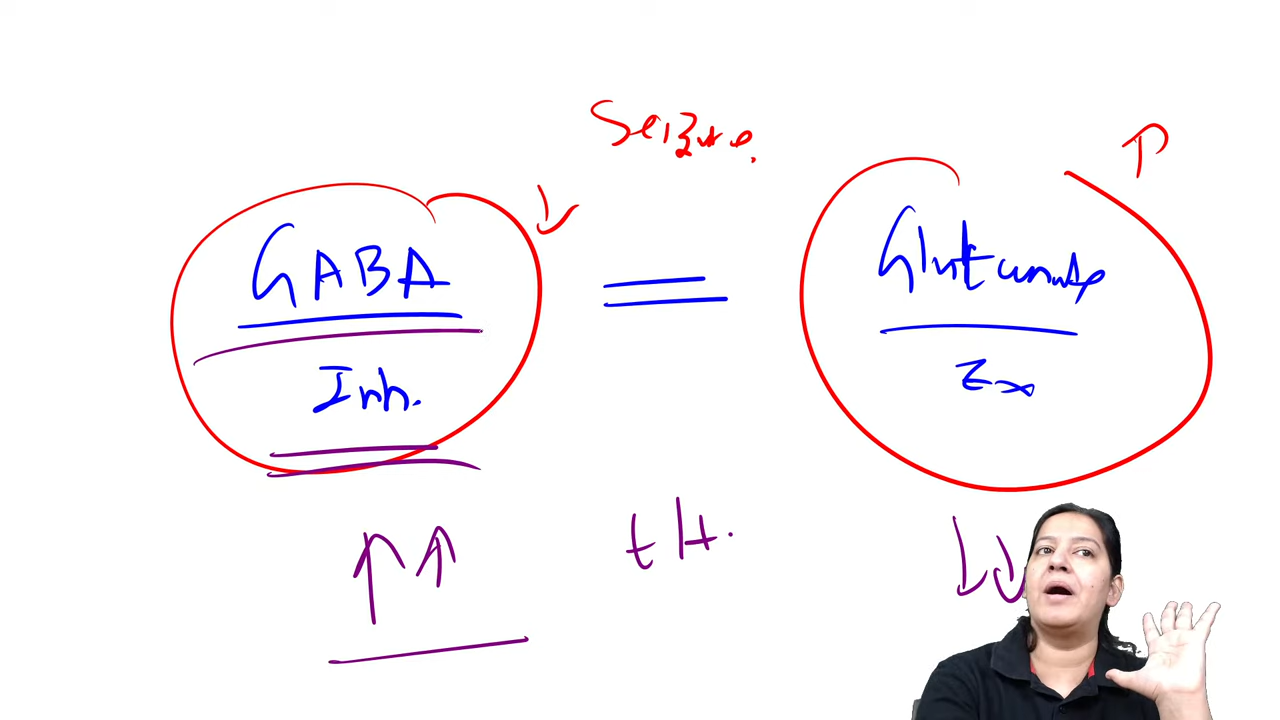 Seizure.
GABA = Glutamate
Inh. Ex
↑↑ t/t. ↓↓